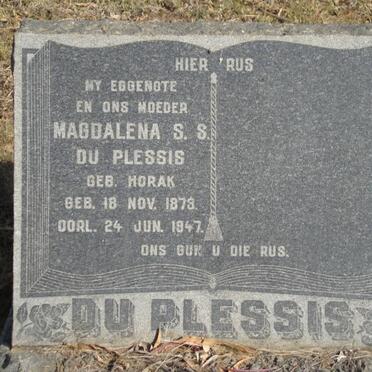 HIER RUS
MY EGGENOTE
EN ONS MOEDER
MAGDALENA S. S.
DU PLESSIS
GEB. HORAK
GEB. 18 NOV. 1873.
OORL. 24 JUN. 1947.
ONS GUN U DIE RUS.
DU PLESSIS